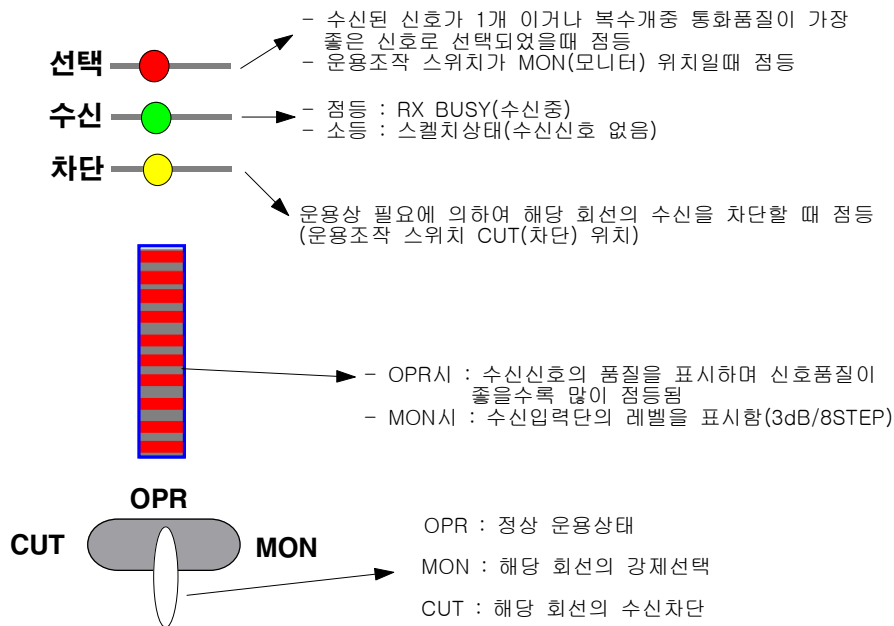 - 수신된 신호가 1개 이거나 복수개중 통화품질이 가장
좋은 신호로 선택되었을때 점등
- 운용조작 스위치가 MON(모니터) 위치일때 점등
선택
수신
- 점등 : RX BUSY(수신중)
- 소등 : 스켈치상태(수신신호 없음)
차단
운용상 필요에 의하여 해당 회선의 수신을 차단할 때 점등
(운용조작 스위치 CUT(차단) 위치)
- OPR시 : 수신신호의 품질을 표시하며 신호품질이
좋을수록 많이 점등됨
- MON시 : 수신입력단의 레벨을 표시함(3dB/8STEP)
OPR
CUT
MON
OPR : 정상 운용상태
MON : 해당 회선의 강제선택
CUT : 해당 회선의 수신차단